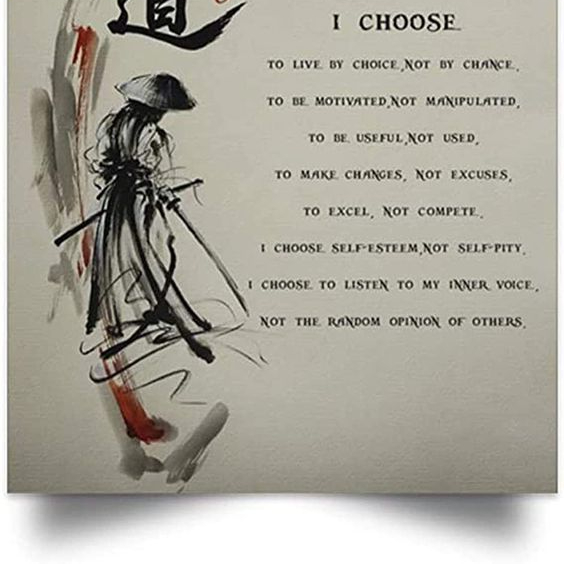 道
I CHOOSE
TO LIVE BY CHOICE,NOT BY CHANCE,
TO BE MOTIVATED,NOT MANIPULATED,
TO BE USEFUL,NOT USED,
TO MAKE CHANGES, NOT EXCUSES,
TO EXCEL, NOT COMPETE.
I CHOOSE SELF-ESTEEM,NOT SELF-PITY.
I CHOOSE TO LISTEN TO MY INNER VOICE,
NOT THE RANDOM OPINION OF OTHERS.